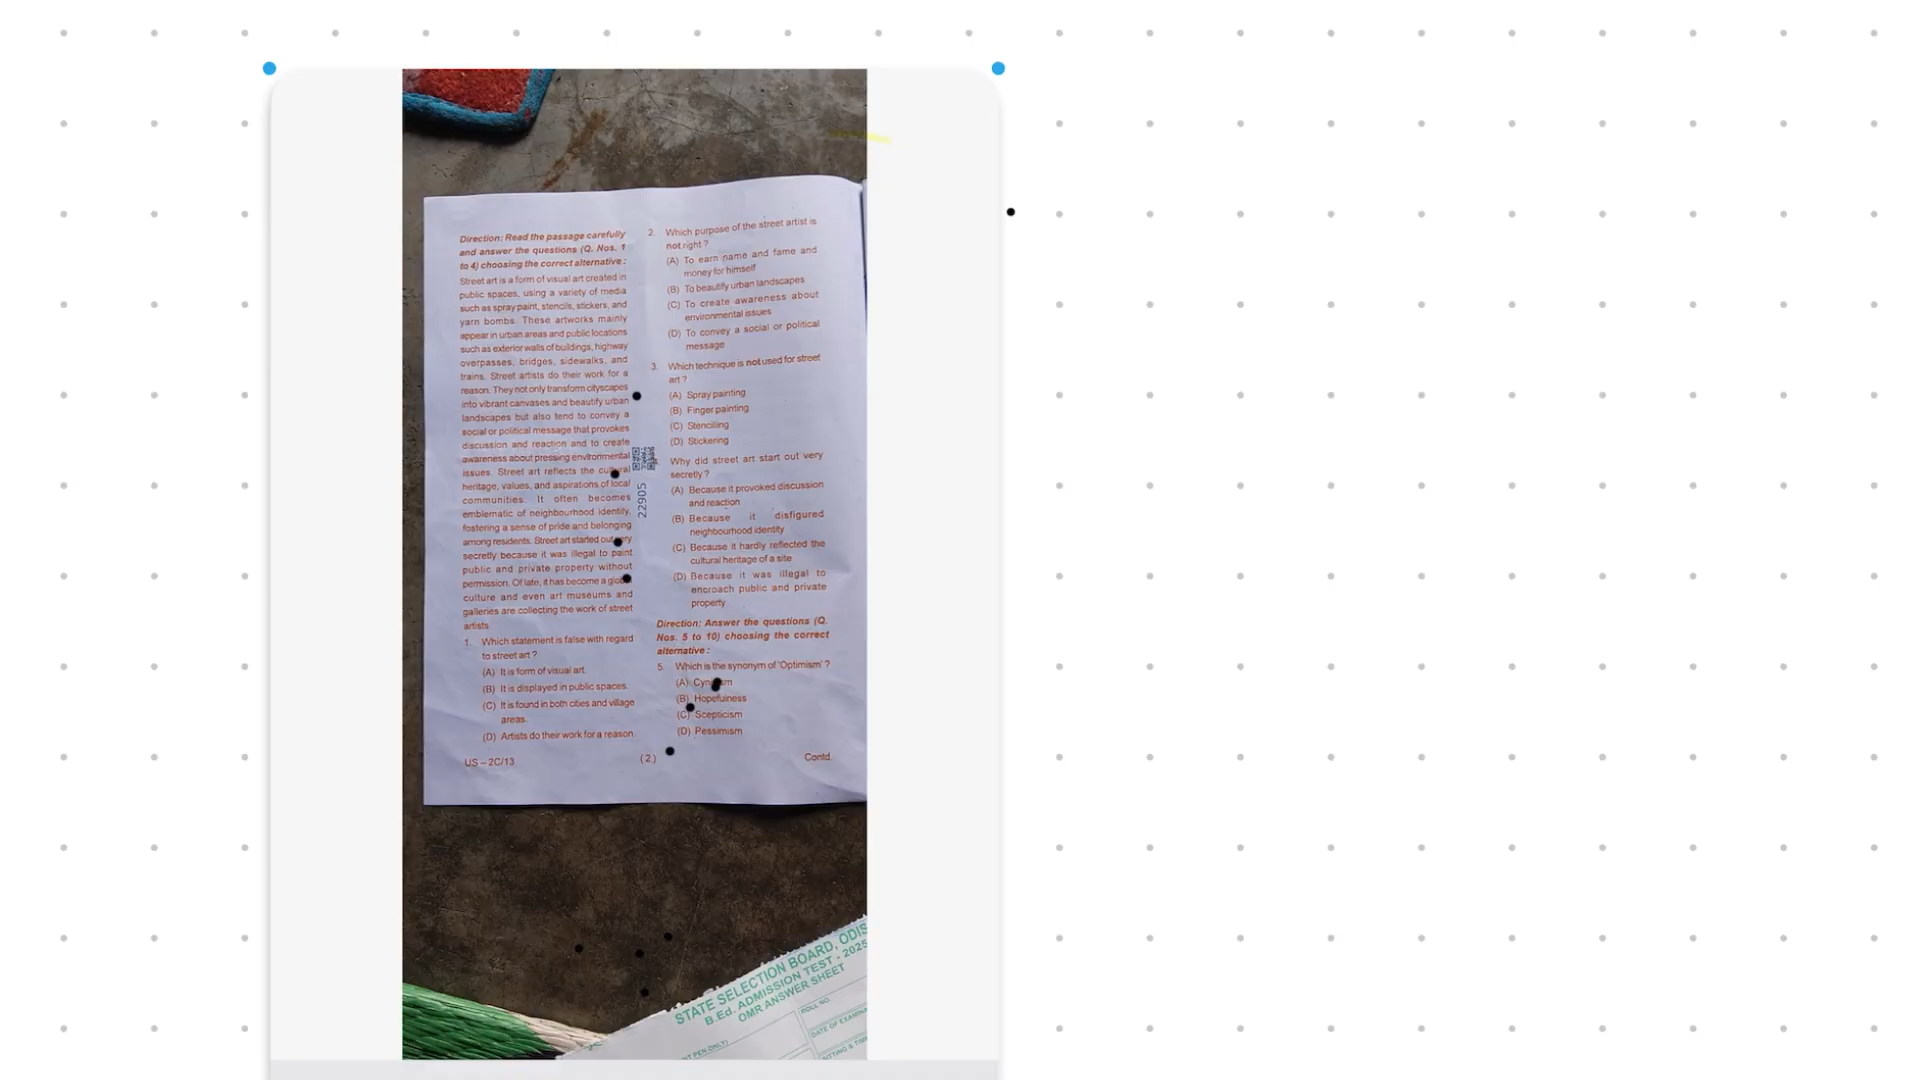 Direction: Read the passage carefully
and answer the questions (Q. Nos. 1
to 4) choosing the correct alternative :
Street art is a form of visual art created in
public spaces, using a variety of media
such as spray paint, stencils, stickers, and
yarn bombs. These artworks mainly
appear in urban areas and public locations
such as exterior walls of buildings, highway
overpasses, bridges, sidewalks, and
trains. Street artists do their work for a
reason. They not only transform cityscapes
into vibrant canvases and beautify urban
landscapes but also tend to convey a
social or political message that provokes
discussion and reaction and to create
awareness about pressing environmental
issues. Street art reflects the cultural
heritage, values, and aspirations of local
communities. It often becomes
emblematic of neighbourhood identity,
fostering a sense of pride and belonging
among residents. Street art started out very
secretly because it was illegal to paint
public and private property without
permission. Of late, it has become a global
culture and even art museums and
galleries are collecting the work of street
artists.
1. Which statement is false with regard
to street art ?
(A) It is form of visual art.
(B) It is displayed in public spaces.
(C) It is found in both cities and village
areas.
(D) Artists do their work for a reason.
US – 2C/13
22905
2. Which purpose of the street artist is
not right ?
(A) To earn name and fame and
money for himself
(B) To beautify urban landscapes
(C) To create awareness about
environmental issues
(D) To convey a social or political
message
3. Which technique is not used for street
art ?
(A) Spray painting
(B) Finger painting
(C) Stencilling
(D) Stickering
Why did street art start out very
secretly ?
(A) Because it provoked discussion
and reaction
(B) Because it disfigured
neighbourhood identity
(C) Because it hardly reflected the
cultural heritage of a site
(D) Because it was illegal to
encroach public and private
property
Direction: Answer the questions (Q.
Nos. 5 to 10) choosing the correct
alternative :
5. Which is the synonym of 'Optimism' ?
(A) Cynicism
(B) Hopefulness
(C) Scepticism
(D) Pessimism
(2)
Contd.
STATE SELECTION BOARD, ODIS
B.Ed. ADMISSION TEST - 2025
OMR ANSWER SHEET
ROLL NO.
DATE OF EXAMINA
NT PEN ONLY)
ITTING & TIM